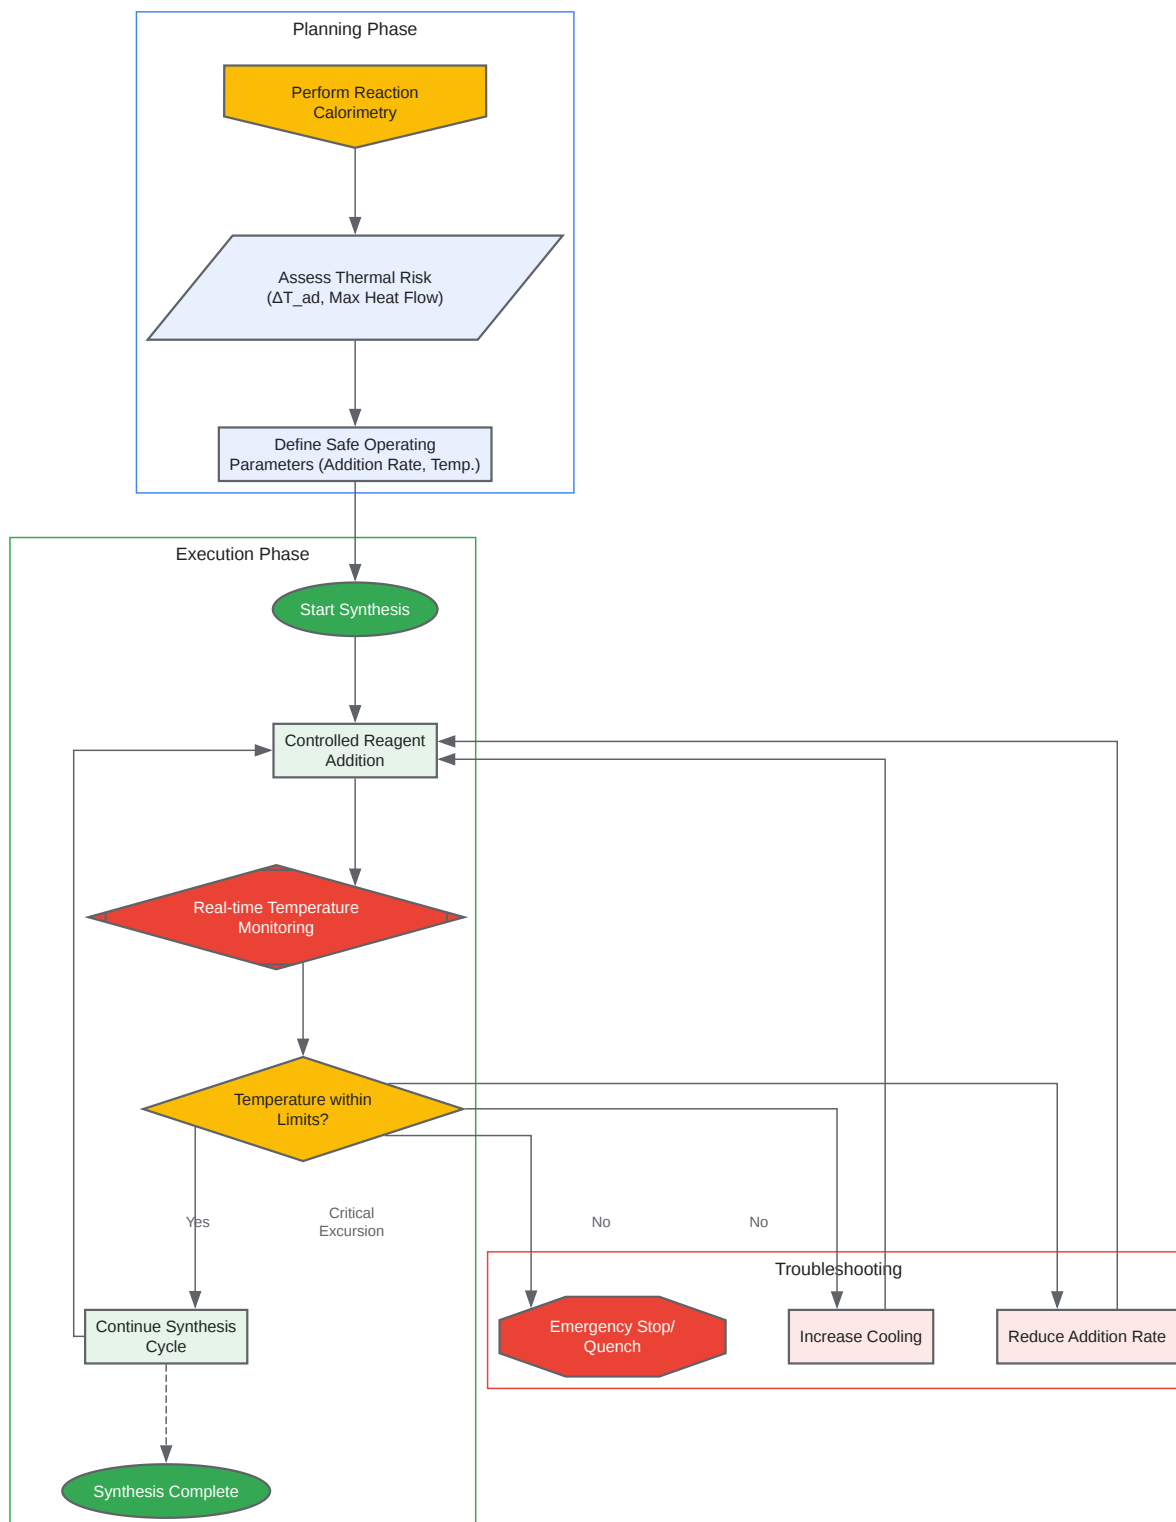 Planning Phase
Perform Reaction
Calorimetry
Assess Thermal Risk
(ΔT_ad, Max Heat Flow)
Define Safe Operating
Parameters (Addition Rate, Temp.)
Execution Phase
Start Synthesis
Controlled Reagent
Addition
Real-time Temperature
Monitoring
Temperature within
Limits?
Yes
Critical
Excursion
No
No
Troubleshooting
Continue Synthesis
Cycle
Emergency Stop/
Quench
Increase Cooling
Reduce Addition Rate
Synthesis Complete